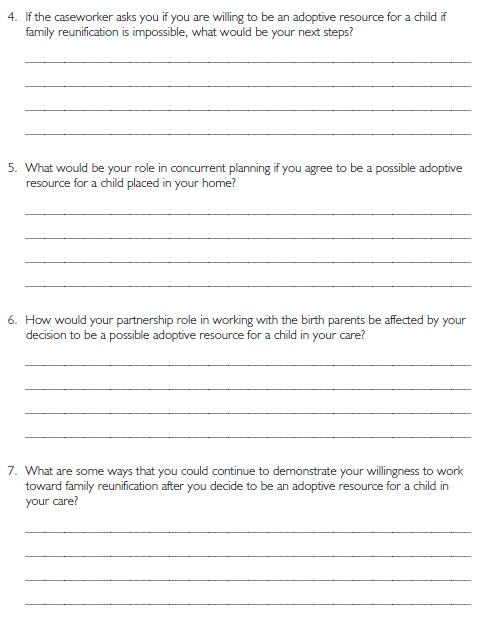 4. If the caseworker asks you if you are willing to be an adoptive resource for a child if
family reunification is impossible, what would be your next steps?
5. What would be your role in concurrent planning if you agree to be a possible adoptive
resource for a child placed in your home?
6. How would your partnership role in working with the birth parents be affected by your
decision to be a possible adoptive resource for a child in your care?
7. What are some ways that you could continue to demonstrate your willingness to work
toward family reunification after you decide to be an adoptive resource for a child in
your care?